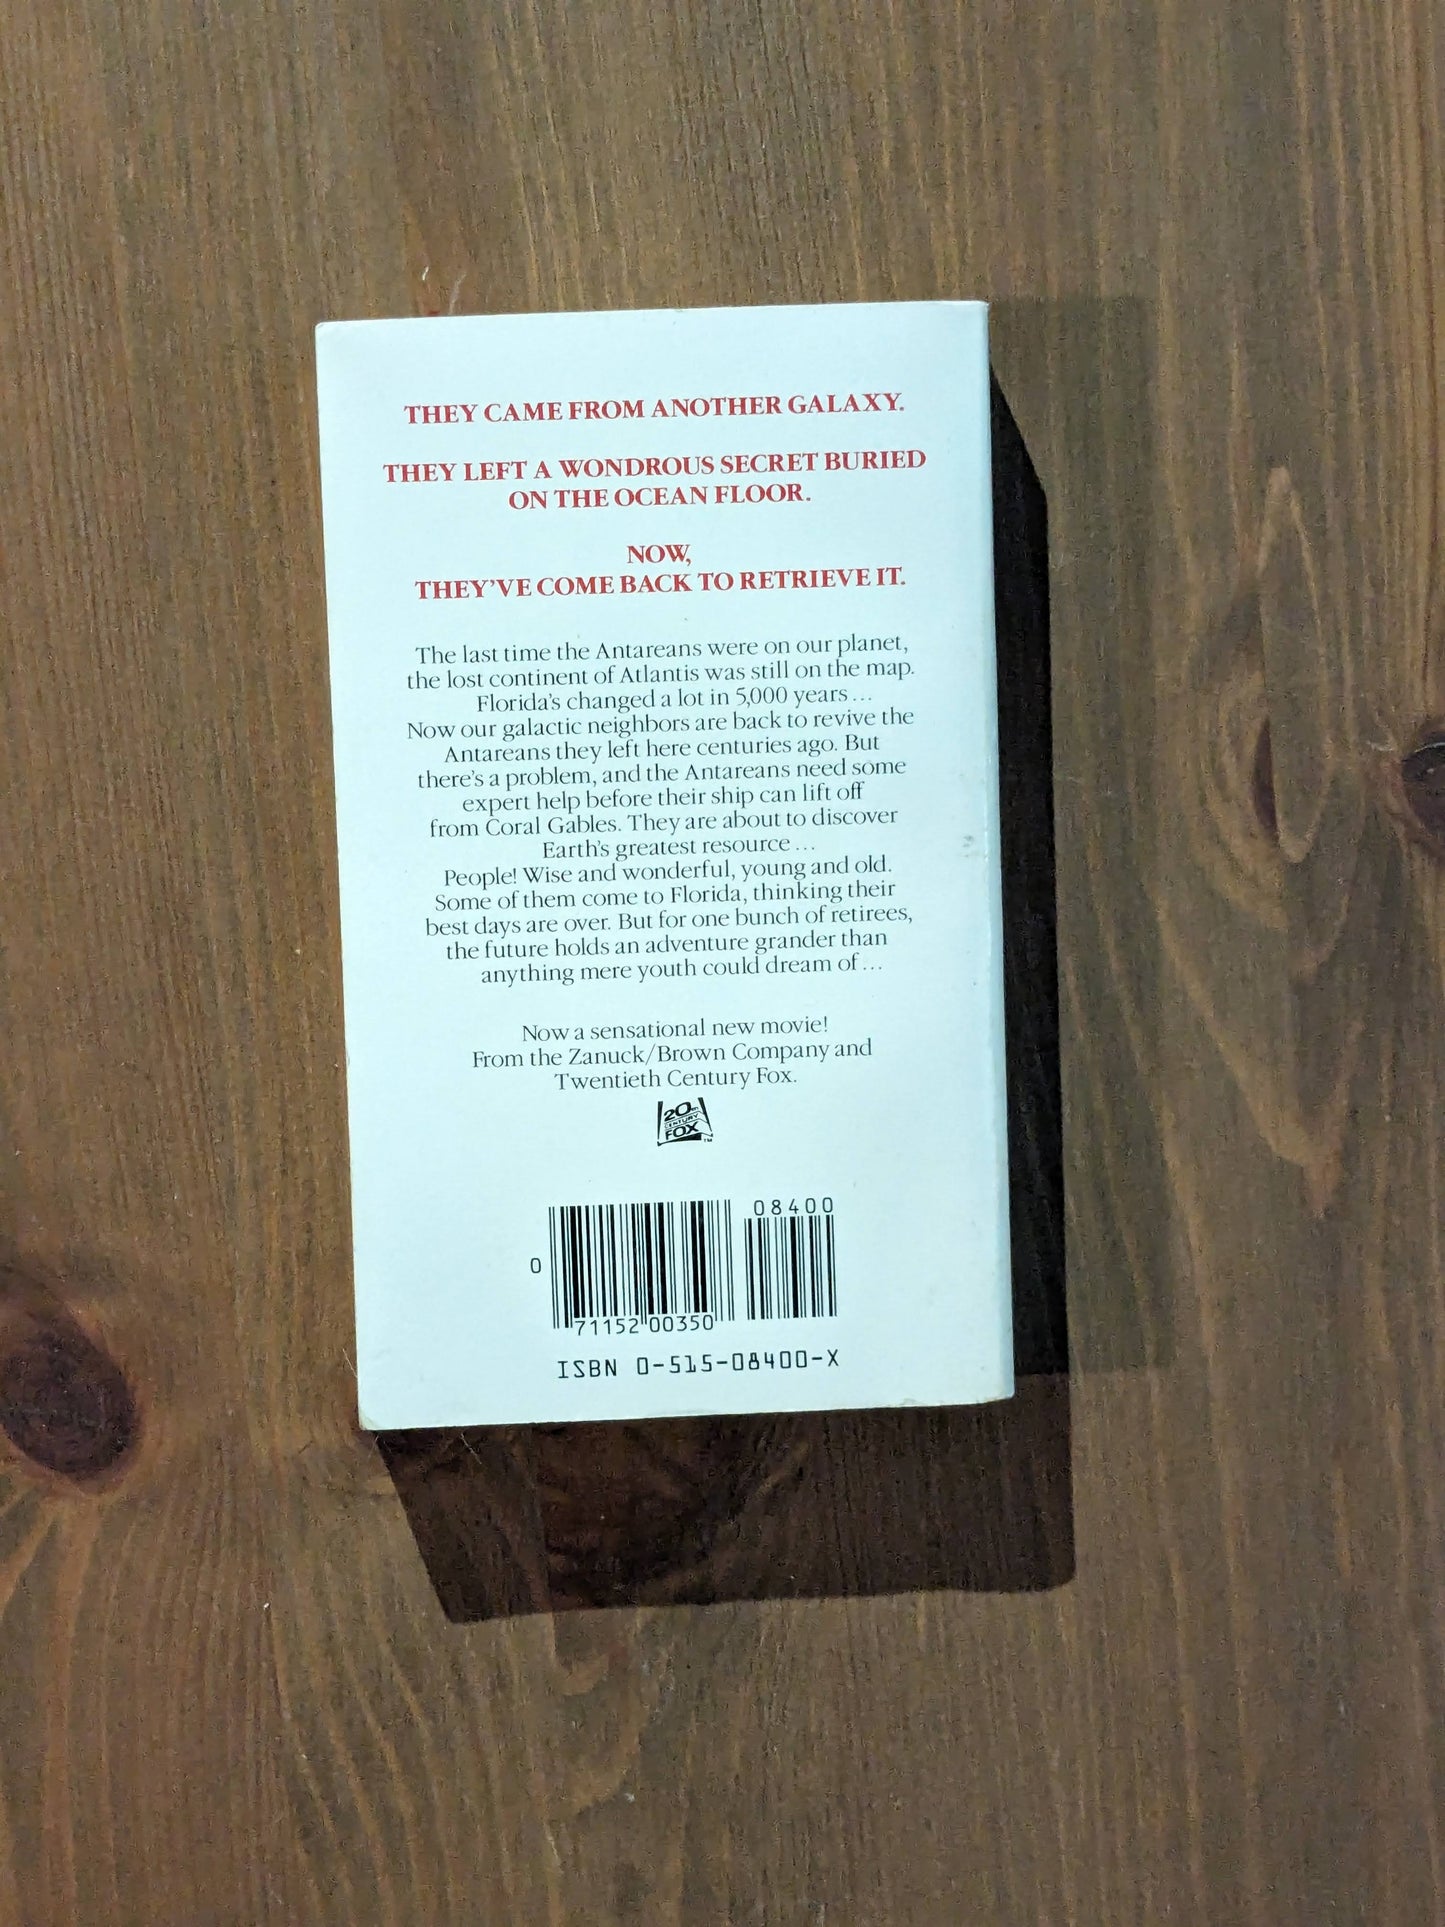 THEY CAME FROM ANOTHER GALAXY.
THEY LEFT A WONDROUS SECRET BURIED
ON THE OCEAN FLOOR.
NOW,
THEY'VE COME BACK TO RETRIEVE IT.
The last time the Antareans were on our planet,
the lost continent of Atlantis was still on the map.
Florida's changed a lot in 5,000 years...
Now our galactic neighbors are back to revive the
Antareans they left here centuries ago. But
there's a problem, and the Antareans need some
expert help before their ship can lift off
from Coral Gables. They are about to discover
Earth's greatest resource...
People! Wise and wonderful, young and old.
Some of them come to Florida, thinking their
best days are over. But for one bunch of retirees,
the future holds an adventure grander than
anything mere youth could dream of...
Now a sensational new movie!
From the Zanuck/Brown Company and
Twentieth Century Fox.
20th
CENTURY
FOX
TM
08400
0
71152 00350
ISBN 0-515-08400-X